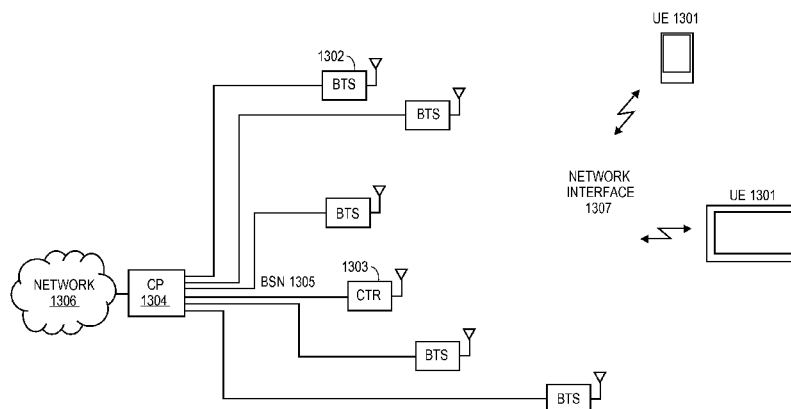 UE 1301
1302
BTS
BTS
NETWORK
INTERFACE
1307
UE 1301
BTS
1303
NETWORK
1306
CP
1304
BSN 1305
CTR
BTS
BTS